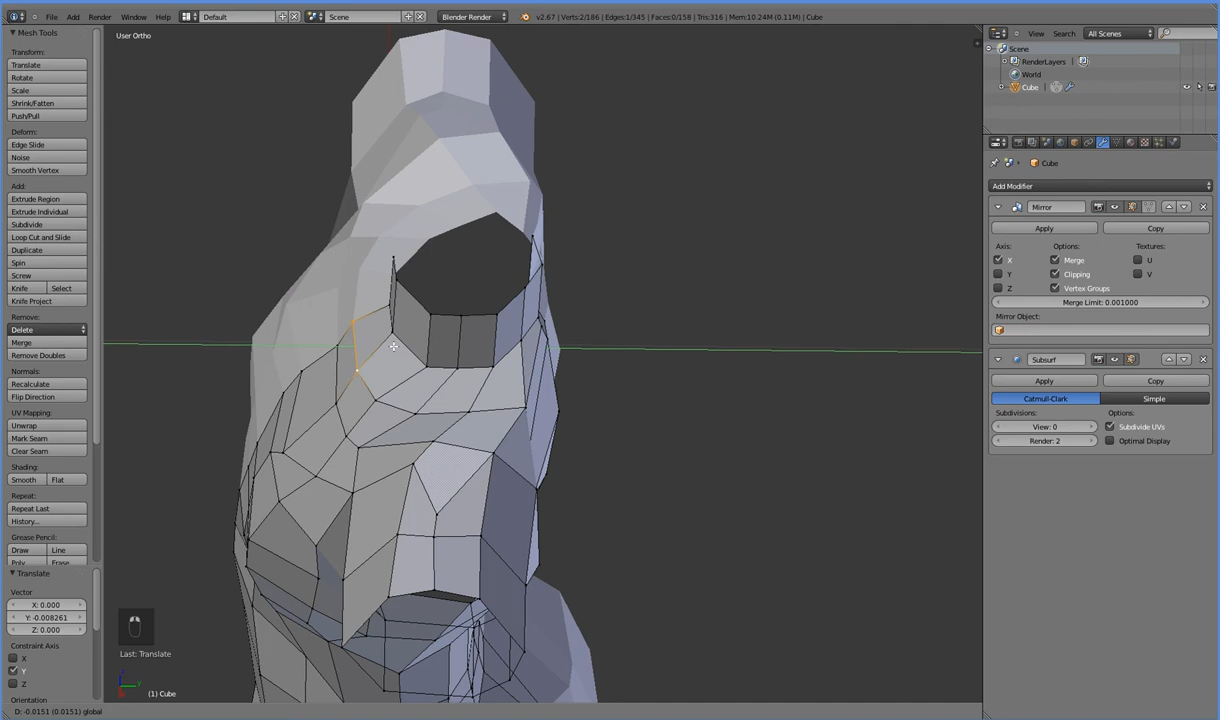 File Add Render Window Help Default Scene Blender Render v2.67 | Verts:2/186 | Edges:1/345 | Faces:0/158 | Tris:316 | Mem:10.24M (0.11M) | Cube
Mesh Tools
Transform:
Translate
Rotate
Scale
Shrink/Fatten
Push/Pull
Deform:
Edge Slide
Noise
Smooth Vertex
Add:
Extrude Region
Extrude Individual
Subdivide
Loop Cut and Slide
Duplicate
Spin
Screw
Knife Select
Knife Project
Remove:
Delete
Merge
Remove Doubles
Normals:
Recalculate
Flip Direction
UV Mapping:
Unwrap
Mark Seam
Clear Seam
Shading:
Smooth Flat
Repeat:
Repeat Last
History...
Grease Pencil:
Draw Line
Poly Erase
Translate
Vector
X: 0.000
Y: -0.008261
Z: 0.000
Constraint Axis
X
Y
Z
Orientation
User Ortho
Last: Translate
(1) Cube
D: -0.0151 (0.0151) global
View Search All Scenes
Scene
RenderLayers
World
Cube
Cube
Add Modifier
Mirror
Apply Copy
Axis: Options: Textures:
X Merge U
Y Clipping V
Z Vertex Groups
Merge Limit: 0.001000
Mirror Object:
Subsurf
Apply Copy
Catmull-Clark Simple
Subdivisions: Options:
View: 0 Subdivide UVs
Render: 2 Optimal Display